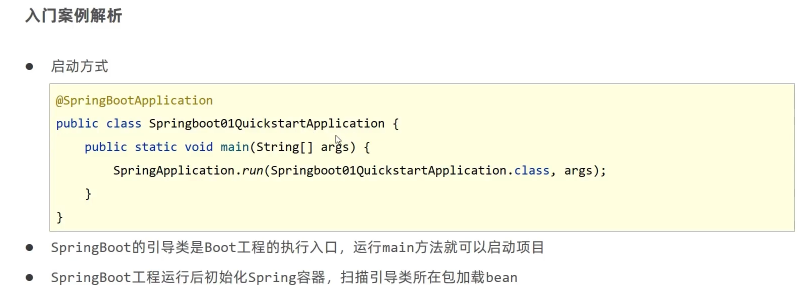 入门案例解析
● 启动方式
@SpringBootApplication
public class Springboot01QuickstartApplication {
    public static void main(String[] args) {
        SpringApplication.run(Springboot01QuickstartApplication.class, args);
    }
}
● SpringBoot的引导类是Boot工程的执行入口，运行main方法就可以启动项目
● SpringBoot工程运行后初始化Spring容器，扫描引导类所在包加载bean